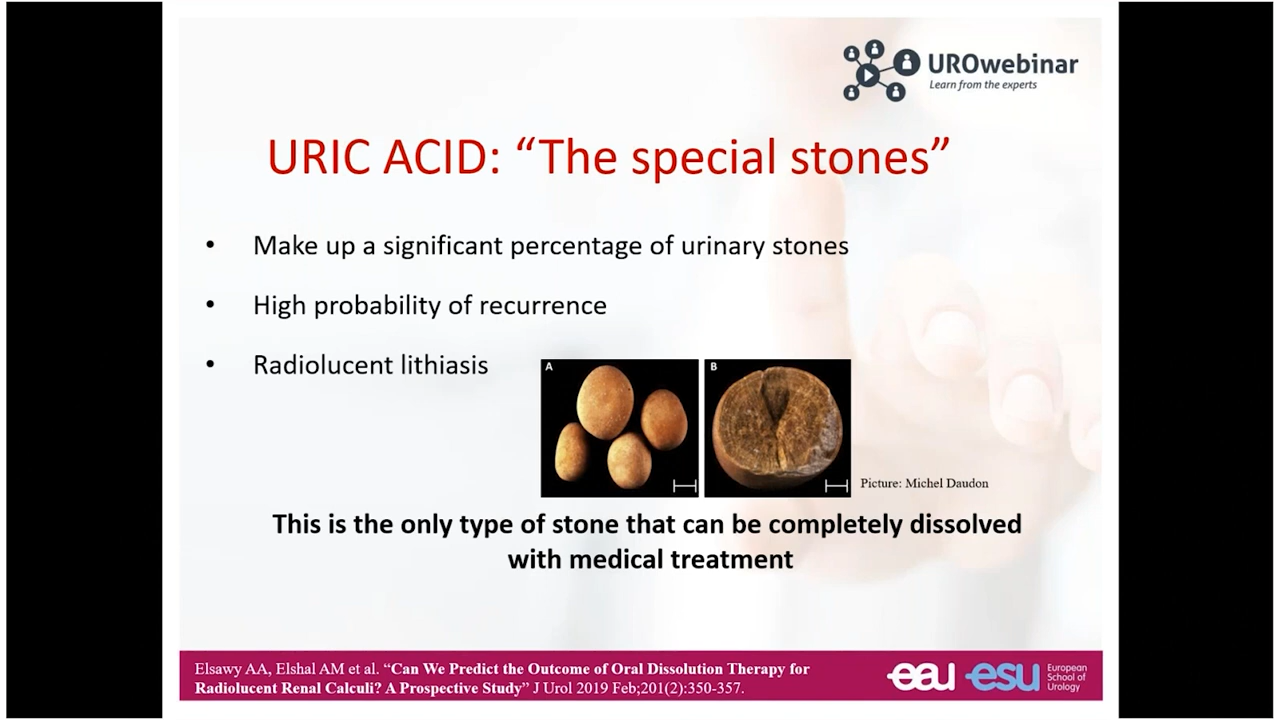 UROwebinar
Learn from the experts
URIC ACID: “The special stones”
• Make up a significant percentage of urinary stones
• High probability of recurrence
• Radiolucent lithiasis
A
B
Picture: Michel Daudon
This is the only type of stone that can be completely dissolved
with medical treatment
Elsawy AA, Elshal AM et al. “Can We Predict the Outcome of Oral Dissolution Therapy for
Radiolucent Renal Calculi? A Prospective Study” J Urol 2019 Feb;201(2):350-357.
eau esu
European
School of
Urology